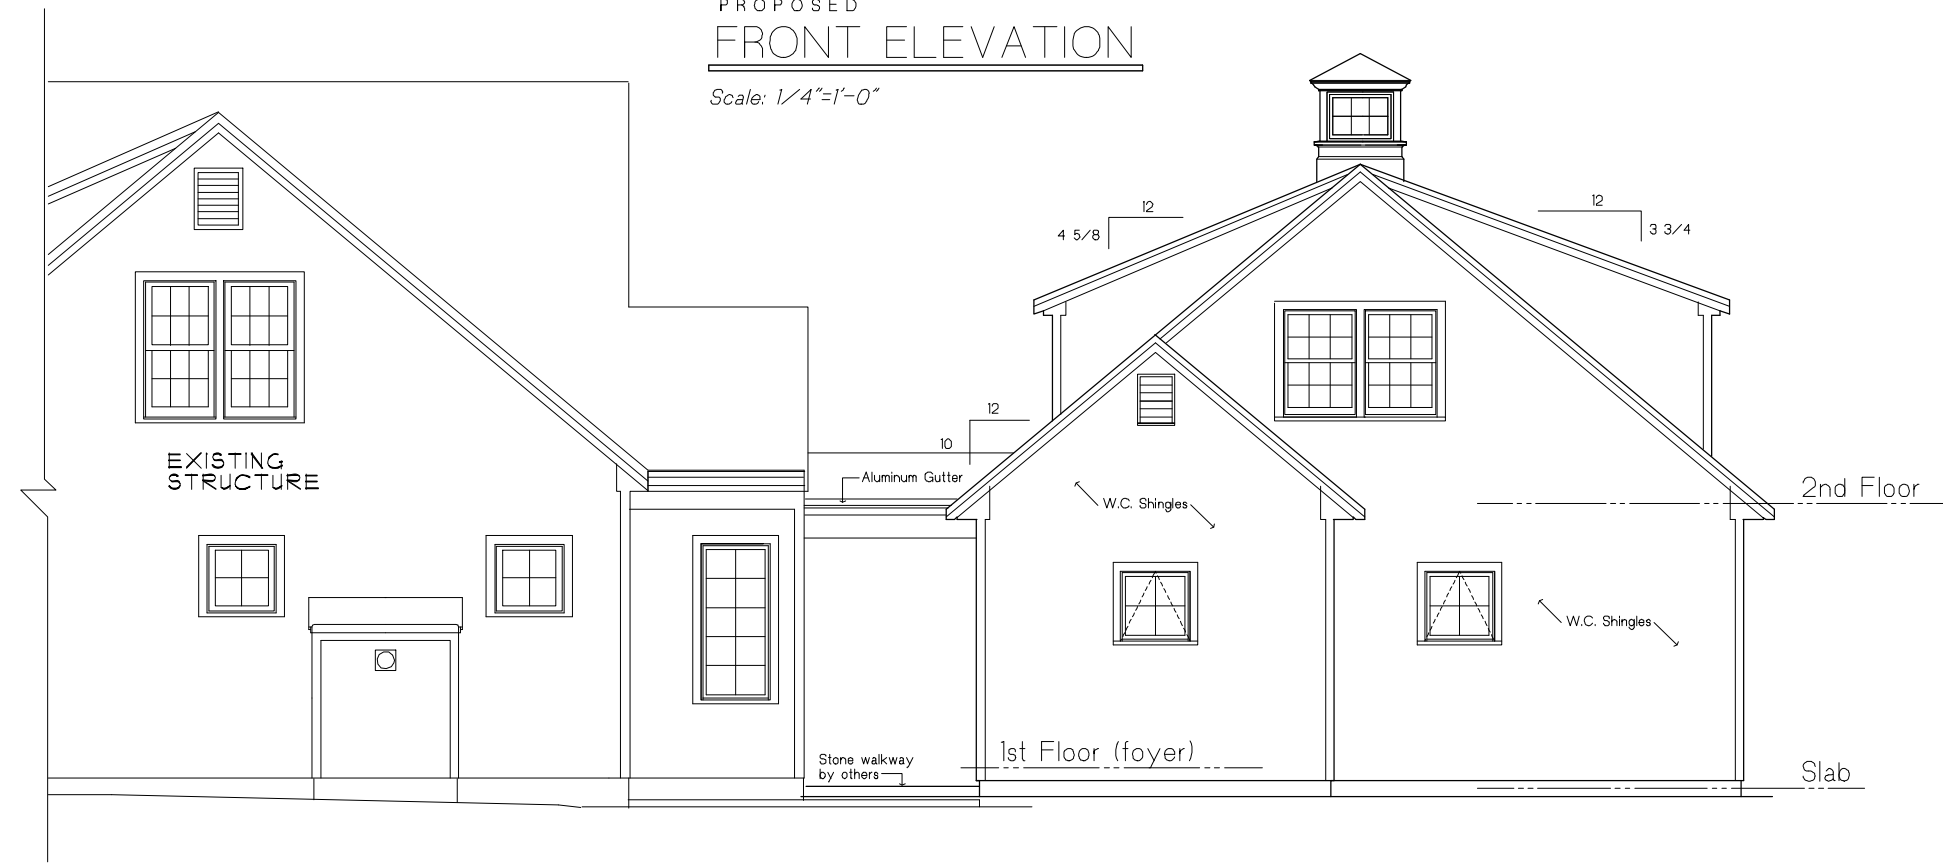 PROPOSED
FRONT ELEVATION
Scale: 1/4"=1'-0"
12
4 5/8
12
3 3/4
12
10
Aluminum Gutter
EXISTING
STRUCTURE
W.C. Shingles
2nd Floor
W.C. Shingles
1st Floor (foyer)
Stone walkway
by others
Slab